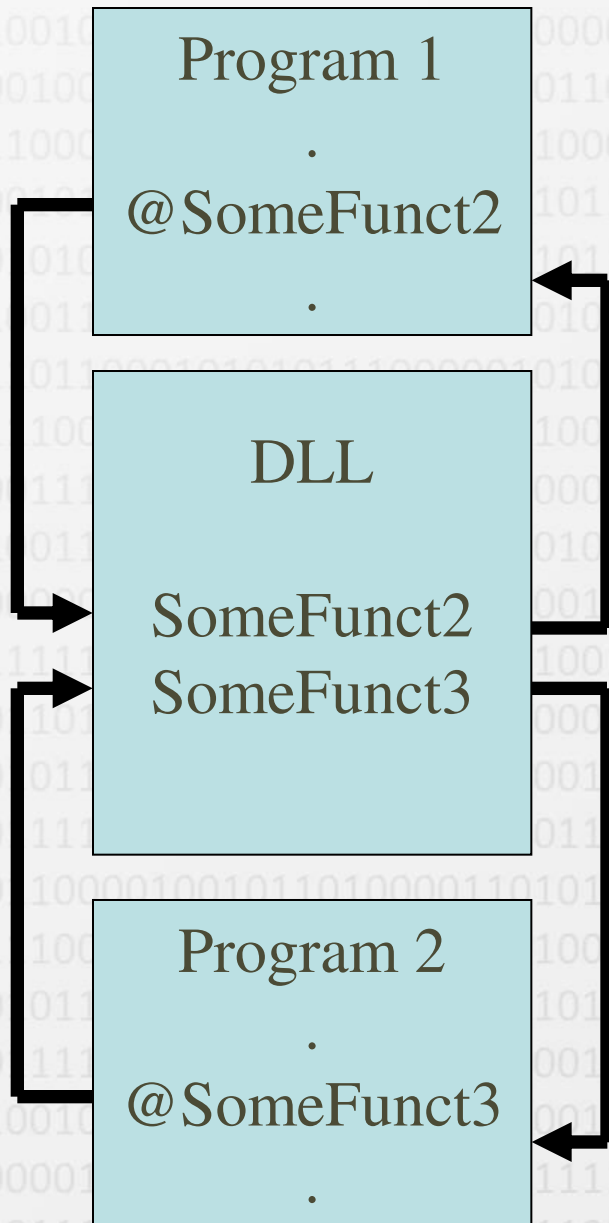 Program 1
.
@SomeFunct2
.
DLL
SomeFunct2
SomeFunct3
Program 2
.
@SomeFunct3
.